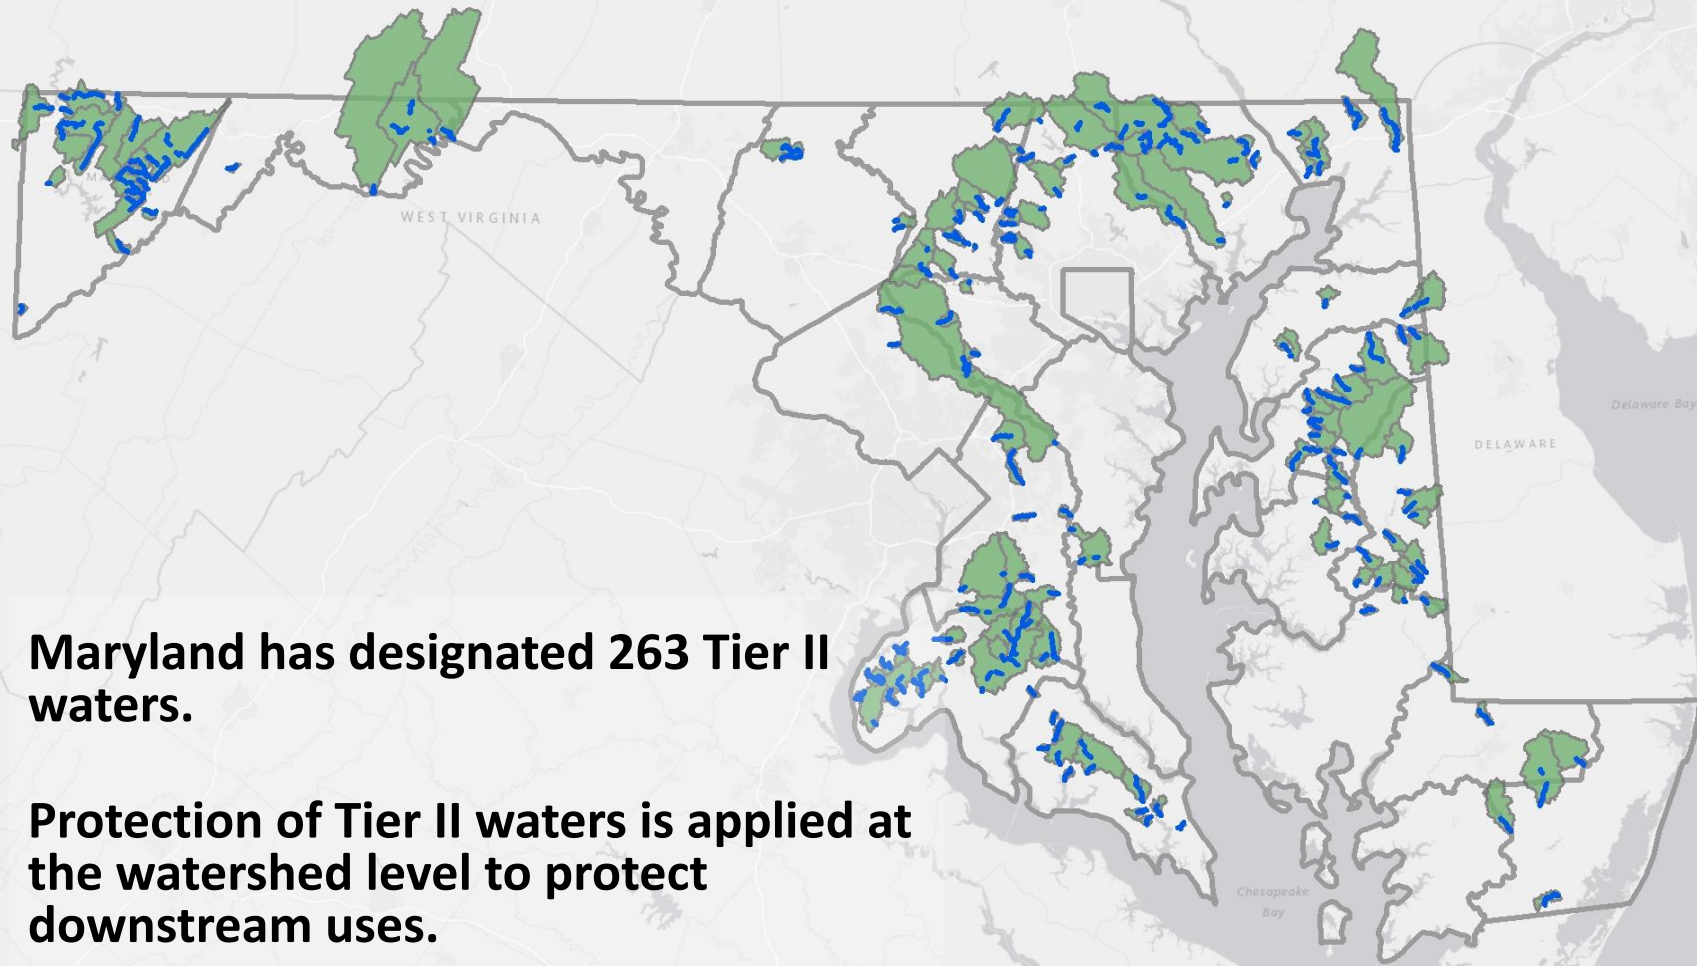 WEST VIRGINIA
Delaware Bay
DELAWARE
Maryland has designated 263 Tier II
waters.
Protection of Tier II waters is applied at
the watershed level to protect
downstream uses.
Chesapeake
Bay